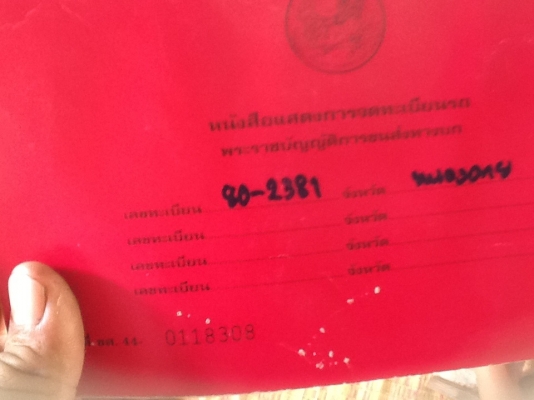 หนังสือแสดงการจดทะเบียนรถ
พระราชบัญญัติการขนส่งทางบก
เลขทะเบียน 80-2381 จังหวัด
เลขทะเบียน จังหวัด
เลขทะเบียน จังหวัด
เลขทะเบียน จังหวัด
ขส. 44. 0118308